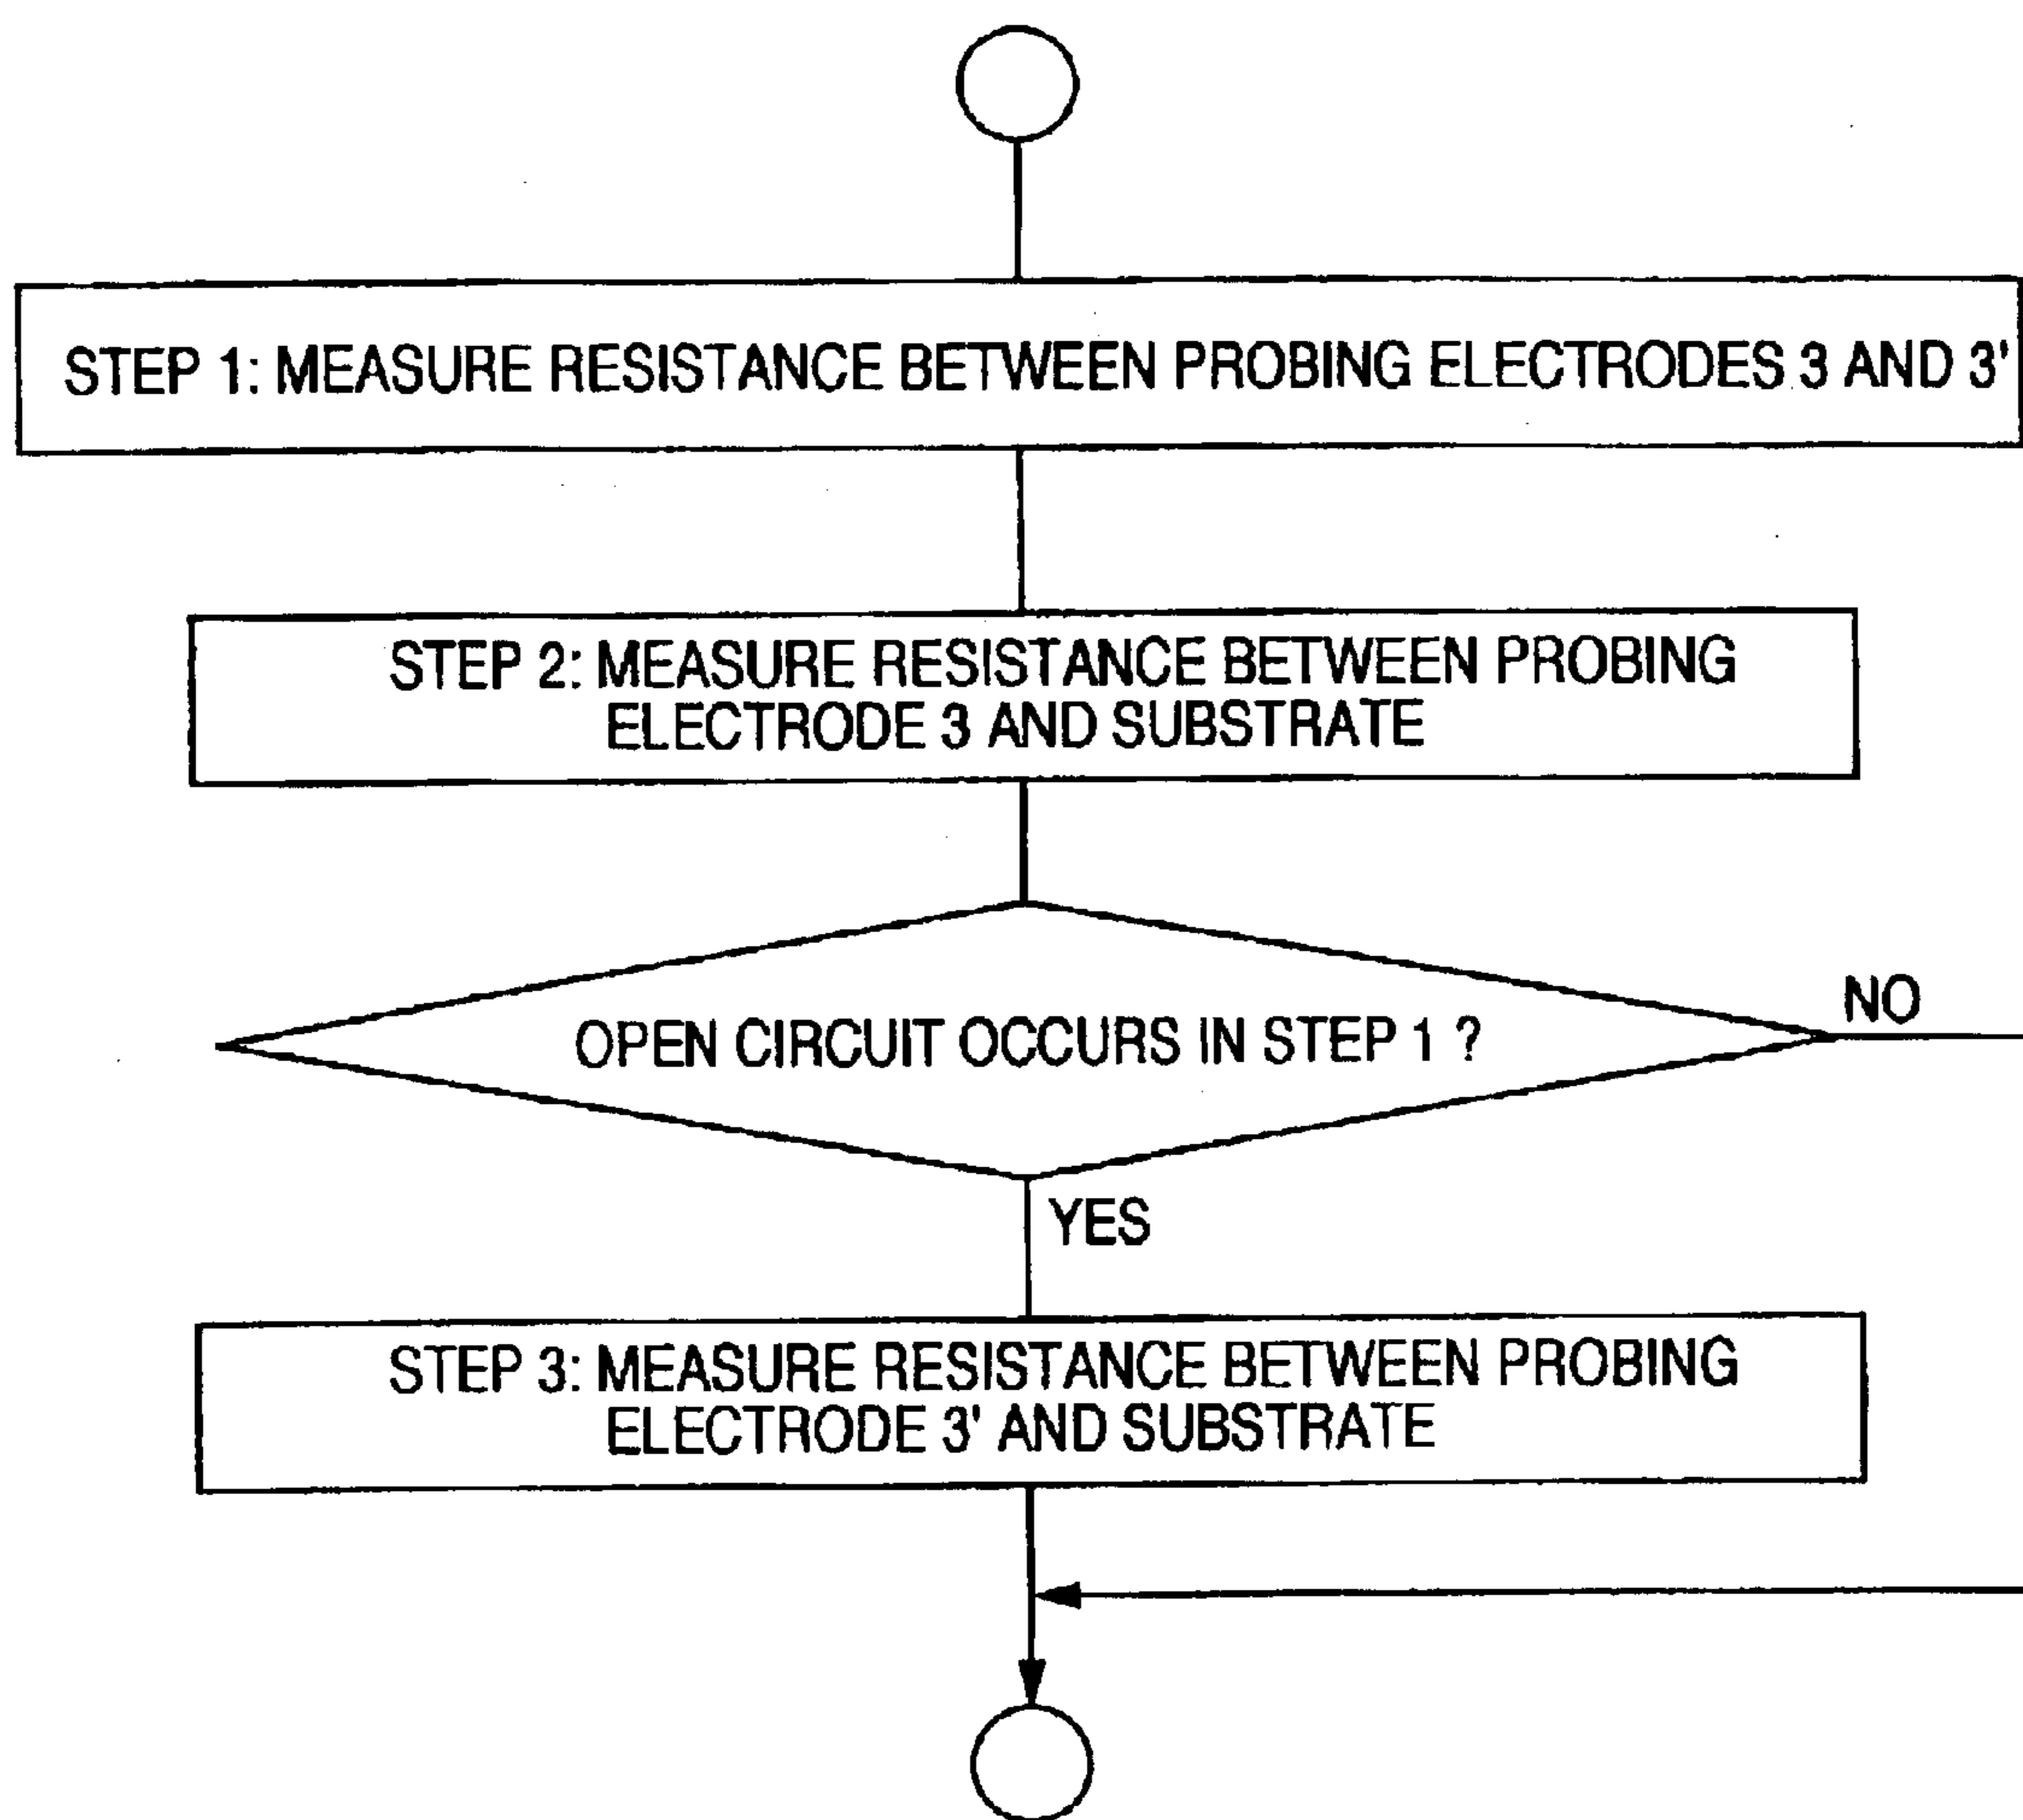 STEP 1: MEASURE RESISTANCE BETWEEN PROBING ELECTRODES 3 AND 3'
STEP 2: MEASURE RESISTANCE BETWEEN PROBING
ELECTRODE 3 AND SUBSTRATE
NO
OPEN CIRCUIT OCCURS IN STEP 1 ?
YES
STEP 3: MEASURE RESISTANCE BETWEEN PROBING
ELECTRODE 3' AND SUBSTRATE